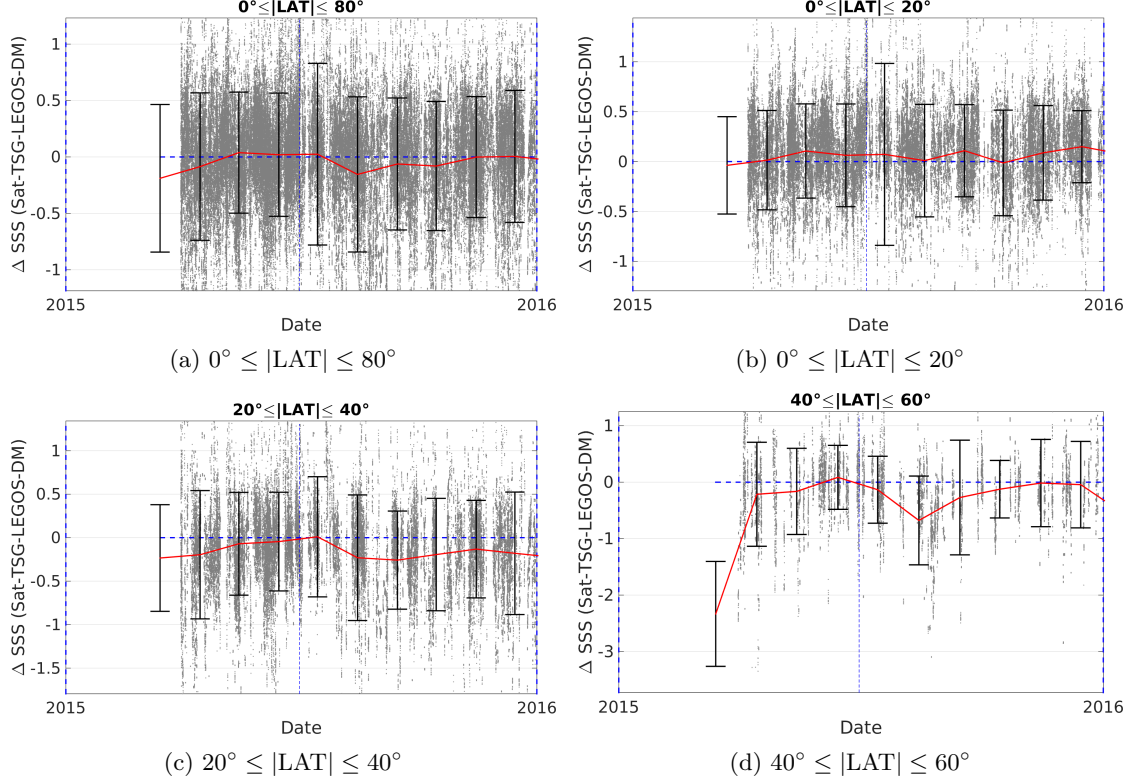 0°≤|LAT|≤ 80°
Δ SSS (Sat-TSG-LEGOS-DM)
1
0.5
0
-0.5
-1
2015
2016
Date
(a) 0° ≤ |LAT| ≤ 80°
0°≤|LAT|≤ 20°
Δ SSS (Sat-TSG-LEGOS-DM)
1
0.5
0
-0.5
-1
2015
2016
Date
(b) 0° ≤ |LAT| ≤ 20°
20°≤|LAT|≤ 40°
Δ SSS (Sat-TSG-LEGOS-DM)
1
0.5
0
-0.5
-1
-1.5
2015
2016
Date
(c) 20° ≤ |LAT| ≤ 40°
40°≤|LAT|≤ 60°
Δ SSS (Sat-TSG-LEGOS-DM)
1
0
-1
-2
-3
2015
2016
Date
(d) 40° ≤ |LAT| ≤ 60°